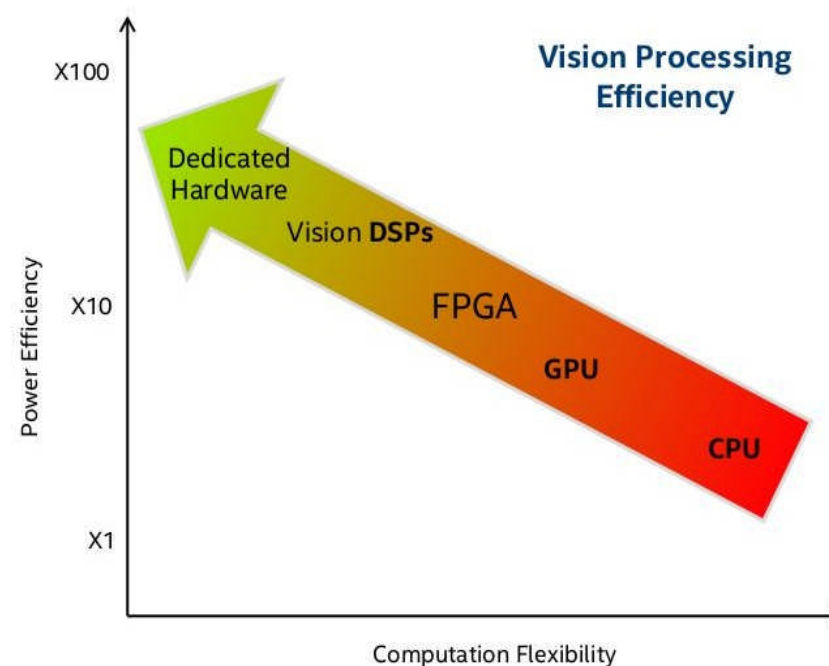 Vision Processing
Efficiency
X100
Dedicated
Hardware
Vision DSPs
X10
FPGA
GPU
CPU
X1
Power Efficiency
Computation Flexibility